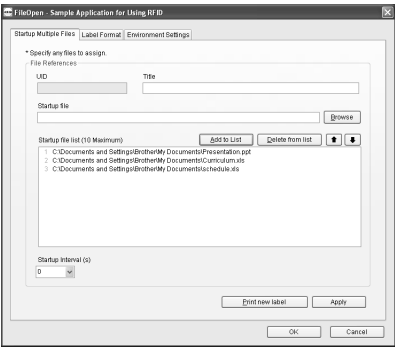 FileOpen - Sample Application for Using RFID
Startup Multiple Files Label Format Environment Settings
* Specify any files to assign.
File References
UID Title
Startup file
Browse
Startup file list (10 Maximum) Add to List Delete from list
1 C:\Documents and Settings\Brother\My Documents\Presentation.ppt
2 C:\Documents and Settings\Brother\My Documents\Curriculum.xls
3 C:\Documents and Settings\Brother\My Documents\schedule.xls
Startup Interval (s)
0
Print new label Apply
OK Cancel